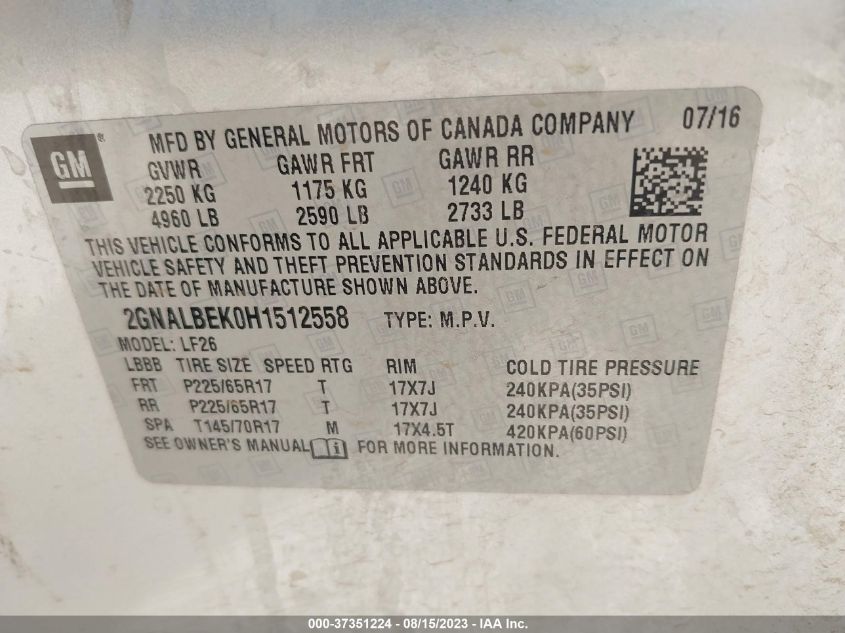 MFD BY GENERAL MOTORS OF CANADA COMPANY 07/16
GM
GVWR GAWR FRT GAWR RR
2250 KG 1175 KG 1240 KG
4960 LB 2590 LB 2733 LB
THIS VEHICLE CONFORMS TO ALL APPLICABLE U.S. FEDERAL MOTOR
VEHICLE SAFETY AND THEFT PREVENTION STANDARDS IN EFFECT ON
THE DATE OF MANUFACTURE SHOWN ABOVE.
2GNALBEK0H1512558 TYPE: M.P.V.
MODEL: LF26
LBBB TIRE SIZE SPEED RTG RIM COLD TIRE PRESSURE
FRT P225/65R17 T 17X7J 240KPA(35PSI)
RR P225/65R17 T 17X7J 240KPA(35PSI)
SPA T145/70R17 M 17X4.5T 420KPA(60PSI)
SEE OWNER'S MANUAL FOR MORE INFORMATION.
000-37351224 - 08/15/2023 - IAA Inc.